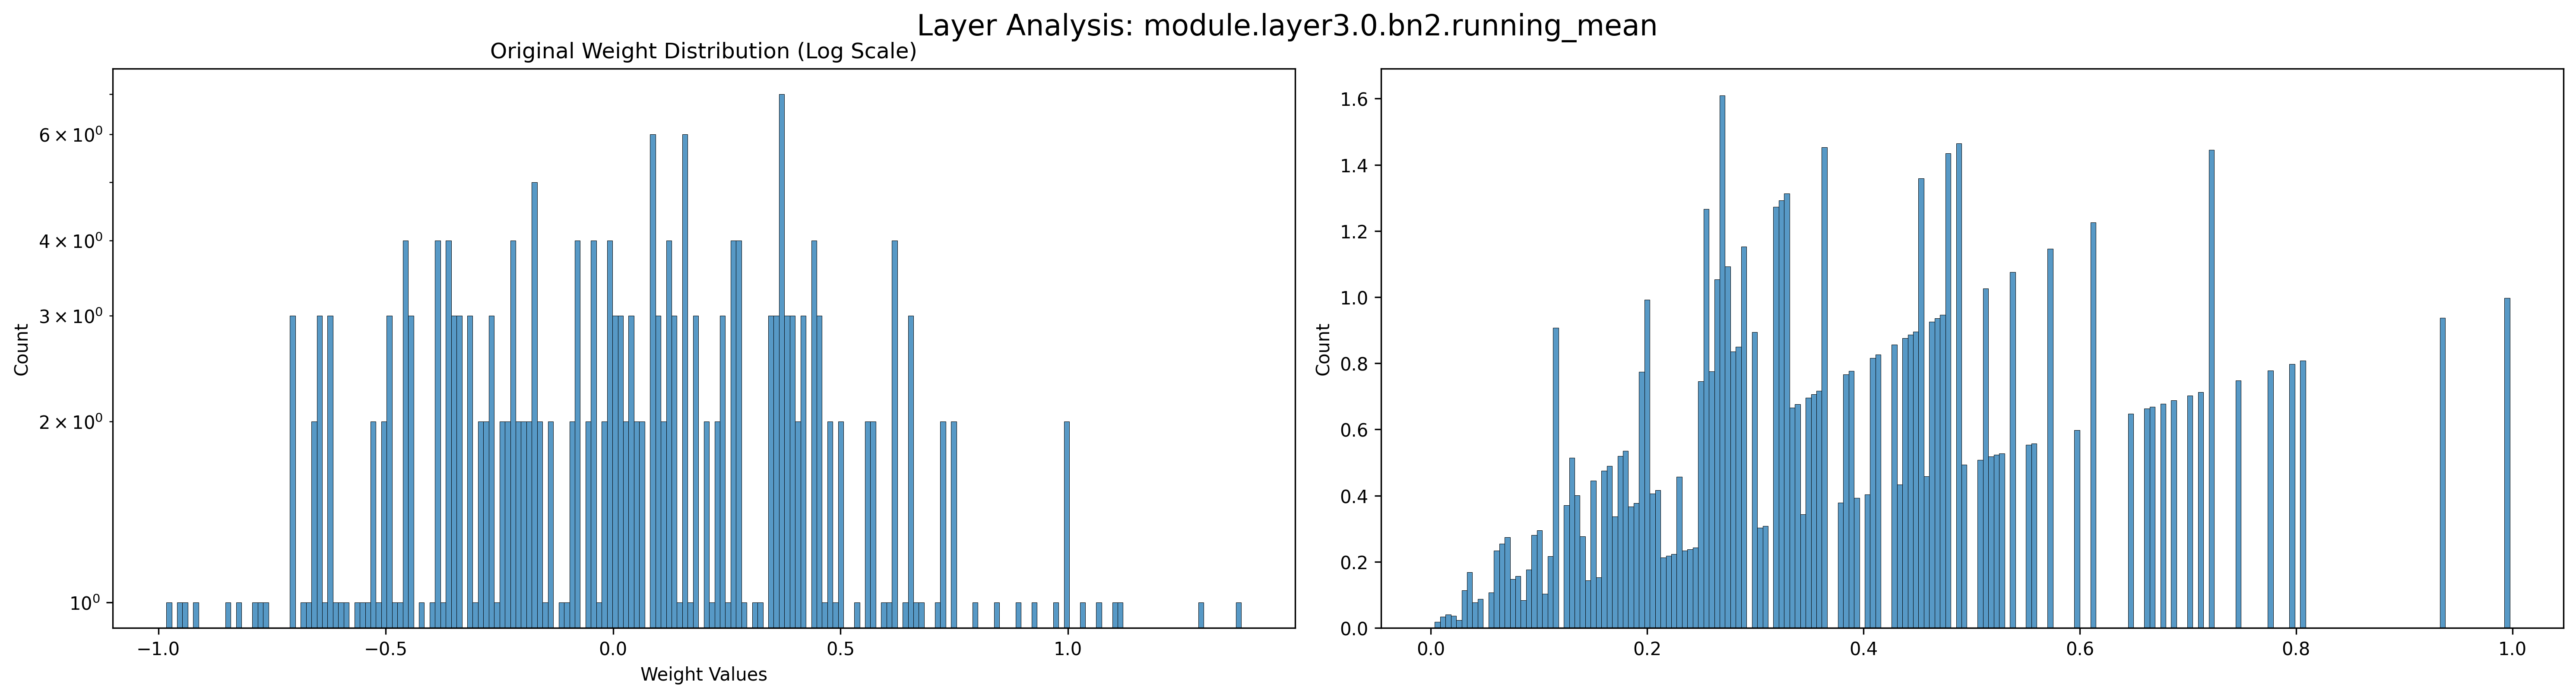 Layer Analysis: module.layer3.0.bn2.running_mean
Original Weight Distribution (Log Scale)
Count
6 × 10⁰
4 × 10⁰
3 × 10⁰
2 × 10⁰
10⁰
−1.0
−0.5
0.0
0.5
1.0
Weight Values
Count
1.6
1.4
1.2
1.0
0.8
0.6
0.4
0.2
0.0
0.0
0.2
0.4
0.6
0.8
1.0